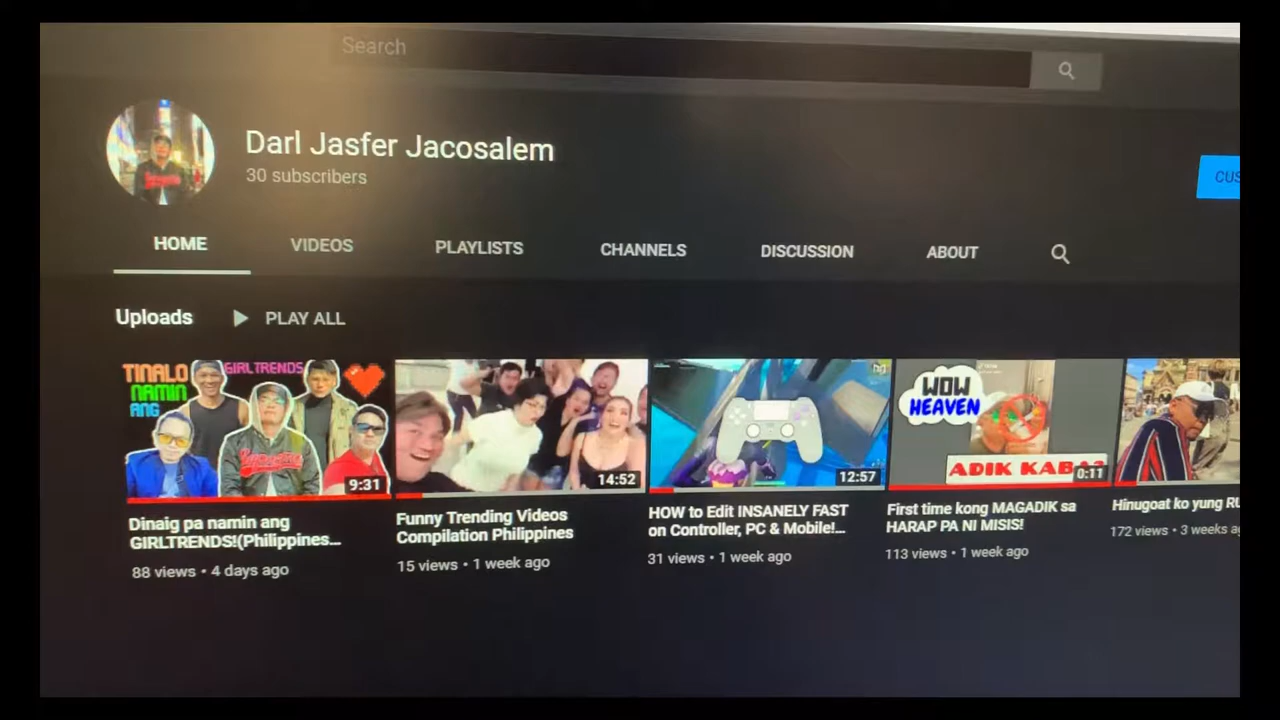 Search
Darl Jasfer Jacosalem
30 subscribers
CUS
HOME VIDEOS PLAYLISTS CHANNELS DISCUSSION ABOUT
Uploads PLAY ALL
TINALO
NAMIN
ANG
GIRLTRENDS
9:31
14:52
12:57
WOW
HEAVEN
ADIK KABA?
0:11
Dinaig pa namin ang
GIRLTRENDS!(Philippines...
88 views • 4 days ago
Funny Trending Videos
Compilation Philippines
15 views • 1 week ago
HOW to Edit INSANELY FAST
on Controller, PC & Mobile!...
31 views • 1 week ago
First time kong MAGADIK sa
HARAP PA NI MISIS!
113 views • 1 week ago
Hinugoat ko yung RU
172 views • 3 weeks ag